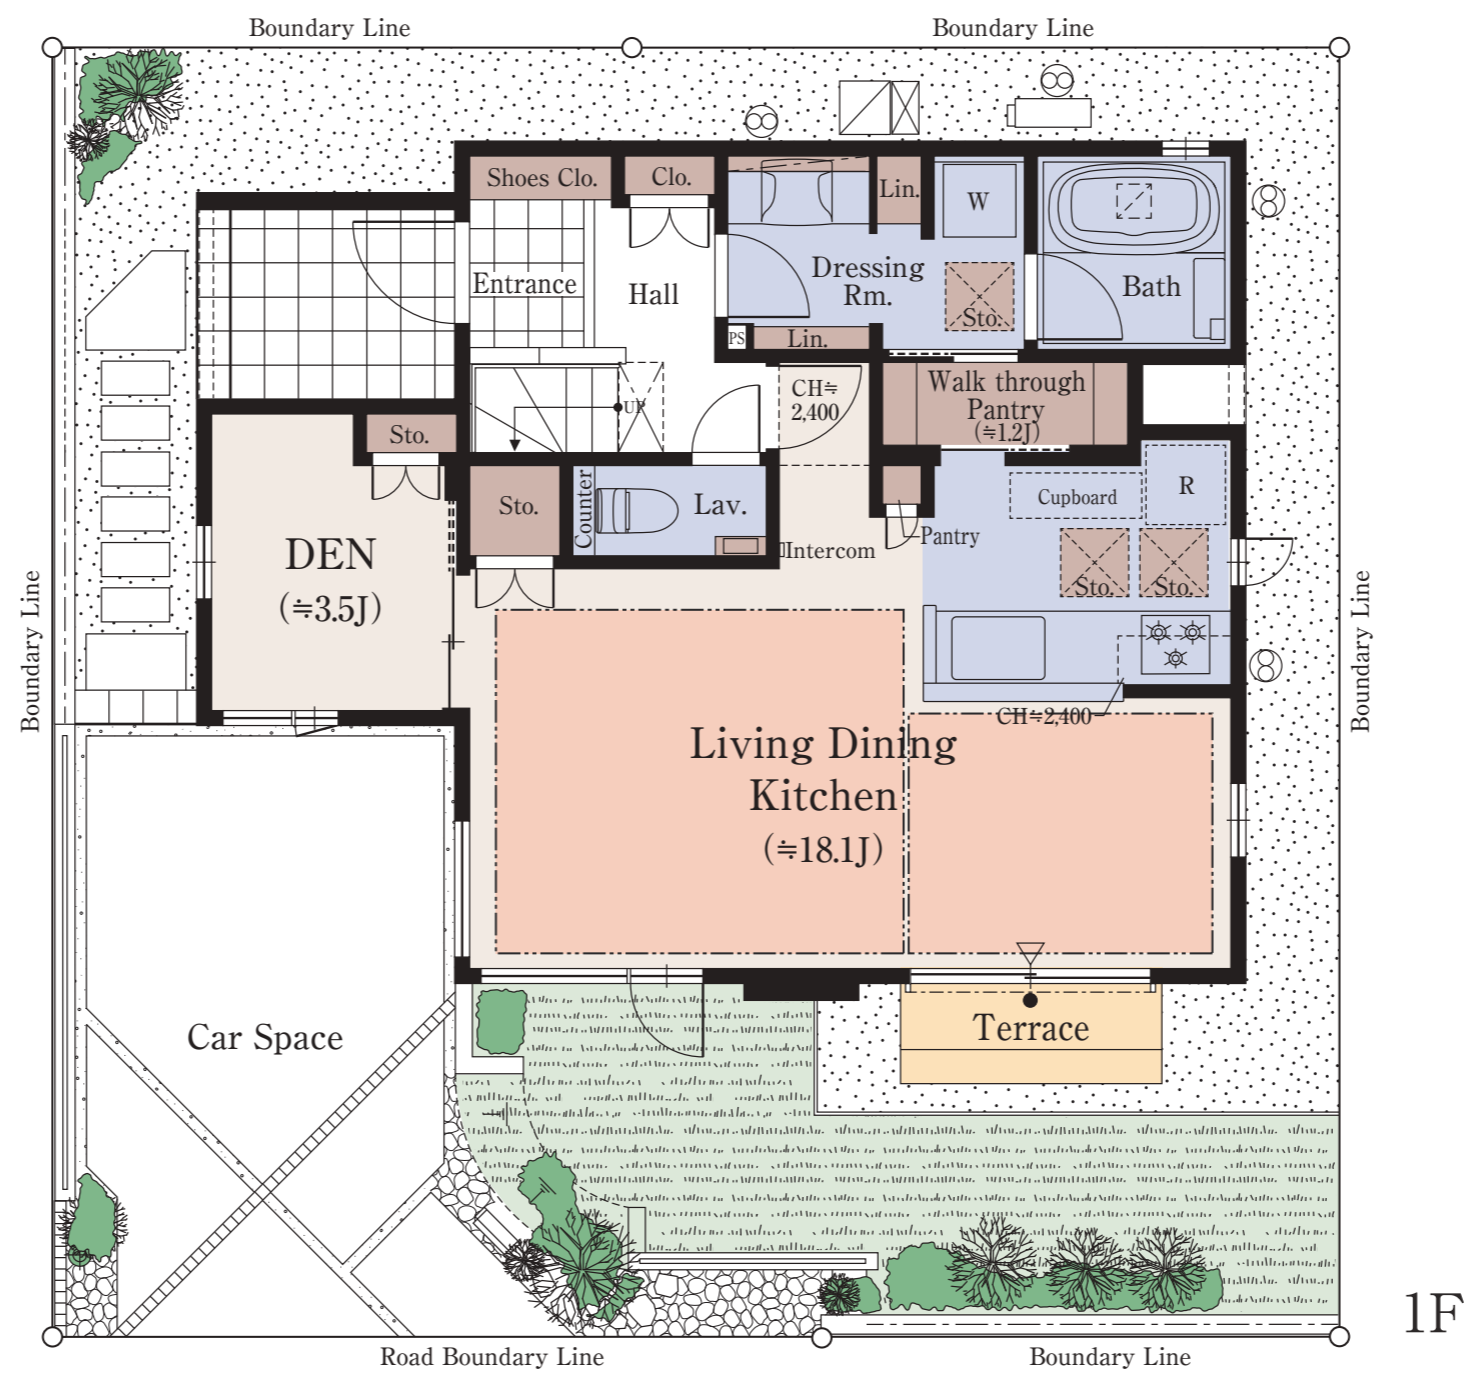 Boundary Line
Boundary Line
Shoes Clo.
Clo.
Lin.
W
Entrance
Hall
Dressing
Rm.
Sto.
Bath
PS
Lin.
UP
CH≒
2,400
Walk through
Pantry
(≒1.2J)
Sto.
Sto.
Counter
Lav.
Cupboard
R
Pantry
Intercom
DEN
(≒3.5J)
Sto.
Sto.
Boundary Line
Boundary Line
CH≒2,400
Living Dining
Kitchen
(≒18.1J)
Car Space
Terrace
1F
Road Boundary Line
Boundary Line